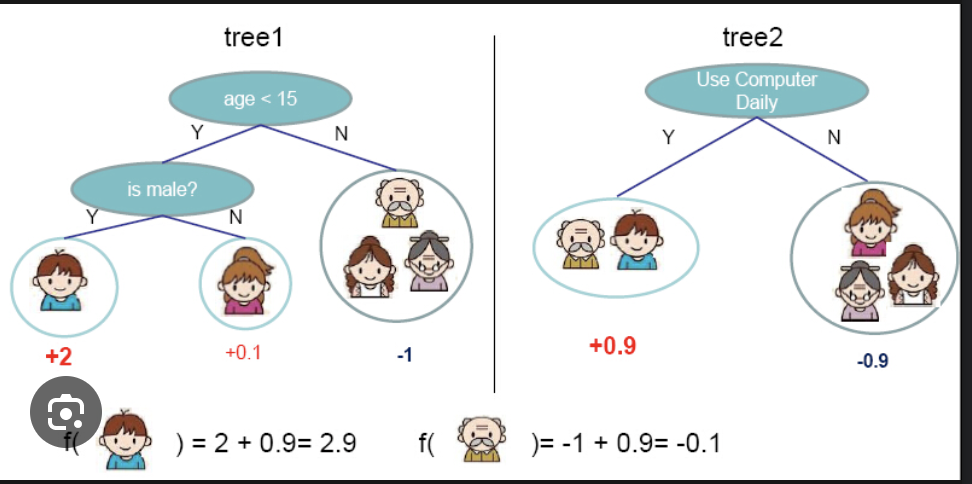 tree1
tree2
age < 15
Use Computer
Daily
Y
N
Y
N
is male?
Y
N
+2
+0.1
-1
+0.9
-0.9
f( ) = 2 + 0.9= 2.9
f( )= -1 + 0.9= -0.1